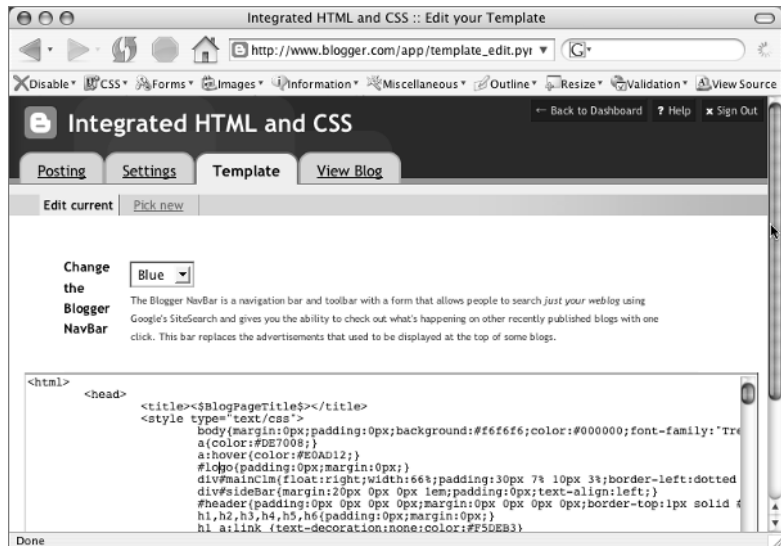 Integrated HTML and CSS :: Edit your Template
http://www.blogger.com/app/template_edit.pyr
G
Disable CSS Forms Images Information Miscellaneous Outline Resize Validation View Source
← Back to Dashboard ? Help x Sign Out
Integrated HTML and CSS
Posting Settings Template View Blog
Edit current Pick new
Change the Blogger NavBar
Blue
The Blogger NavBar is a navigation bar and toolbar with a form that allows people to search just your weblog using
Google's SiteSearch and gives you the ability to check out what's happening on other recently published blogs with one
click. This bar replaces the advertisements that used to be displayed at the top of some blogs.
<html>
<head>
<title><$BlogPageTitle$></title>
<style type="text/css">
body{margin:0px;padding:0px;background:#f6f6f6;color:#000000;font-family:"Tre
a{color:#DE7008;}
a:hover{color:#E0AD12;}
#logo{padding:0px;margin:0px;}
div#mainClm{float:right;width:66%;padding:30px 7% 10px 3%;border-left:dotted
div#sideBar{margin:20px 0px 0px 1em;padding:0px;text-align:left;}
#header{padding:0px 0px 0px 0px;margin:0px 0px 0px 0px;border-top:1px solid #
h1,h2,h3,h4,h5,h6{padding:0px;margin:0px;}
h1 a:link {text-decoration:none;color:#F5DEB3}
Done